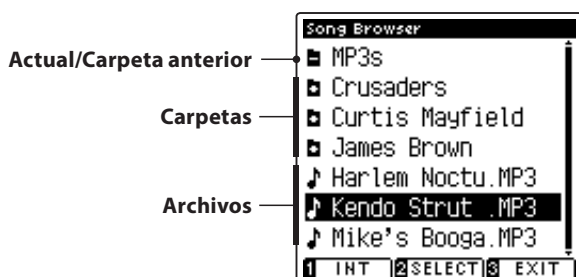 Song Browser
Actual/Carpeta anterior
MP3s
Crusaders
Carpetas
Curtis Mayfield
James Brown
Harlem Noctu.MP3
Archivos
Kendo Strut .MP3
Mike's Booga.MP3
1 INT 2 SELECT 3 EXIT